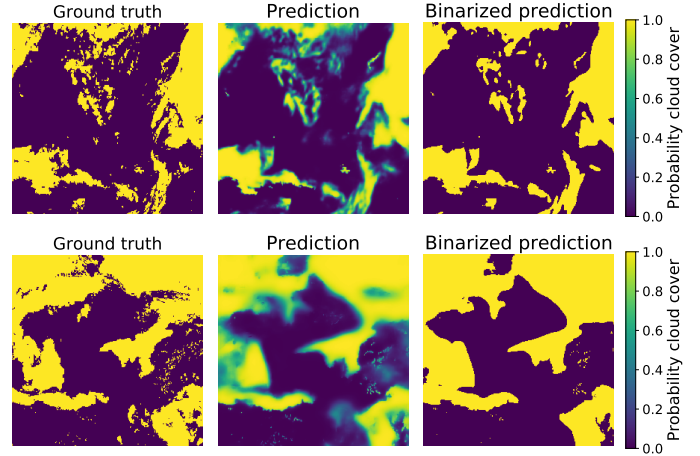 Ground truth
Prediction
Binarized prediction
1.0
0.8
0.6
0.4
0.2
0.0
Probability cloud cover
Ground truth
Prediction
Binarized prediction
1.0
0.8
0.6
0.4
0.2
0.0
Probability cloud cover